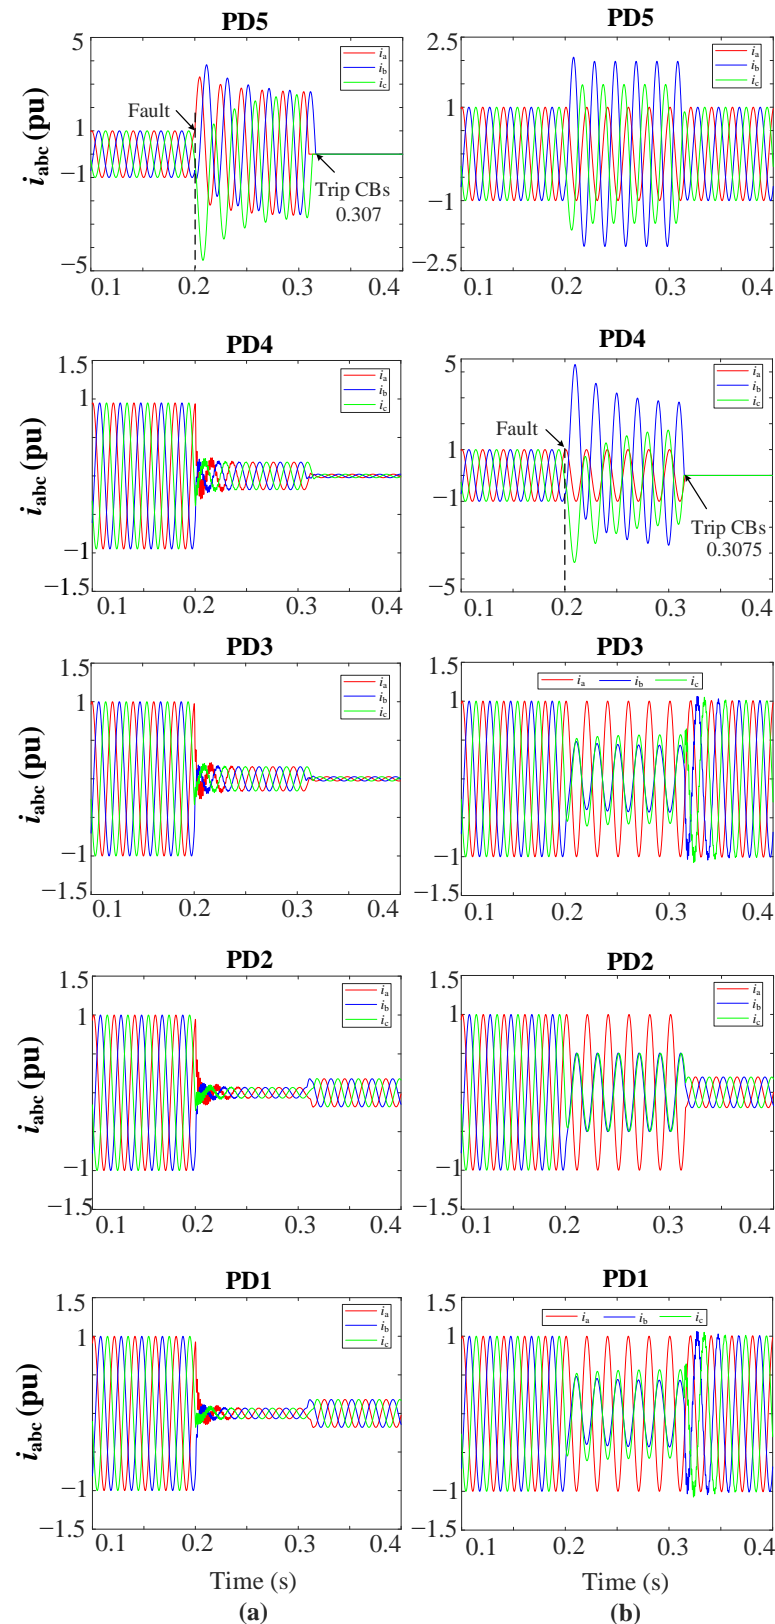 PD5
5
1
−1
−5
i_abc (pu)
i_a
i_b
i_c
Fault
Trip CBs
0.307
0.1
0.2
0.3
0.4
PD5
2.5
1
−1
−2.5
i_a
i_b
i_c
0.1
0.2
0.3
0.4
PD4
1.5
1
−1
−1.5
i_abc (pu)
i_a
i_b
i_c
0.1
0.2
0.3
0.4
PD4
5
1
−1
−5
i_a
i_b
i_c
Fault
Trip CBs
0.3075
0.1
0.2
0.3
0.4
PD3
1.5
1
−1
−1.5
i_abc (pu)
i_a
i_b
i_c
0.1
0.2
0.3
0.4
PD3
1.5
1
−1
−1.5
i_a i_b i_c
0.1
0.2
0.3
0.4
PD2
1.5
1
−1
−1.5
i_abc (pu)
i_a
i_b
i_c
0.1
0.2
0.3
0.4
PD2
1.5
1
−1
−1.5
i_a
i_b
i_c
0.1
0.2
0.3
0.4
PD1
1.5
1
−1
−1.5
i_abc (pu)
i_a
i_b
i_c
0.1
0.2
0.3
0.4
Time (s)
(a)
PD1
1.5
1
−1
−1.5
i_a i_b i_c
0.1
0.2
0.3
0.4
Time (s)
(b)